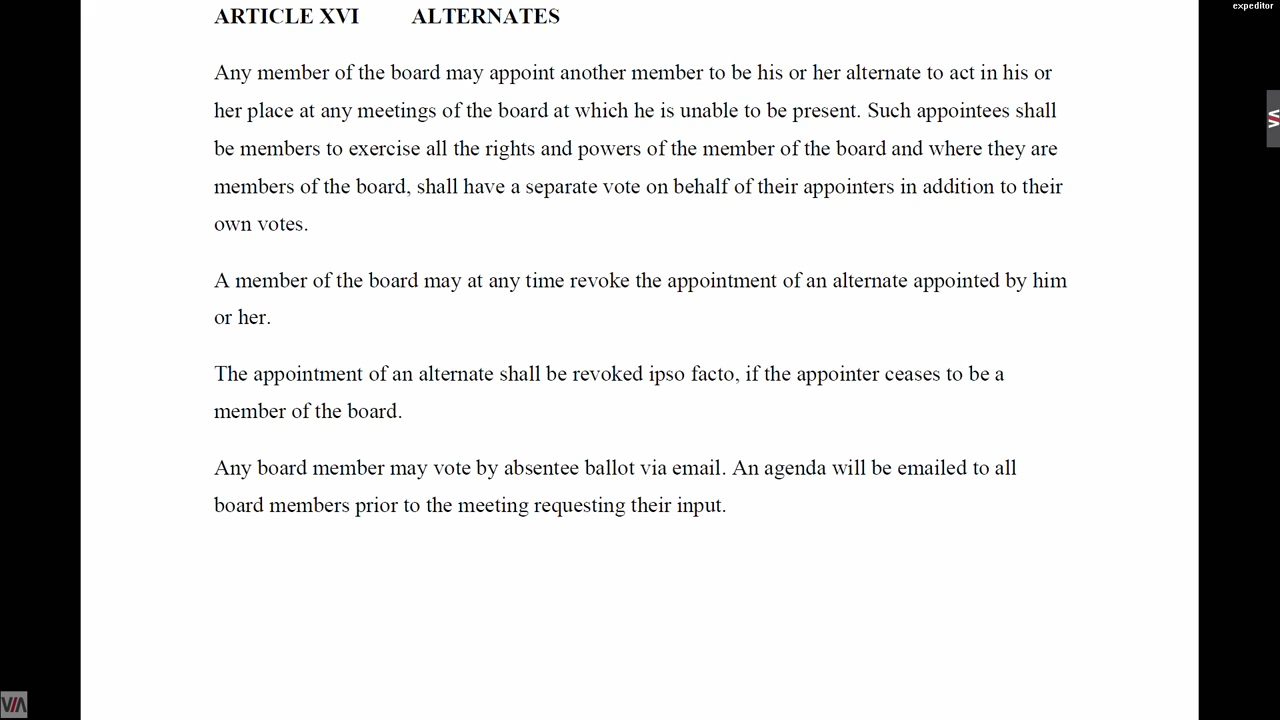 expeditor
ARTICLE XVI ALTERNATES
Any member of the board may appoint another member to be his or her alternate to act in his or
her place at any meetings of the board at which he is unable to be present. Such appointees shall
be members to exercise all the rights and powers of the member of the board and where they are
members of the board, shall have a separate vote on behalf of their appointers in addition to their
own votes.
A member of the board may at any time revoke the appointment of an alternate appointed by him
or her.
The appointment of an alternate shall be revoked ipso facto, if the appointer ceases to be a
member of the board.
Any board member may vote by absentee ballot via email. An agenda will be emailed to all
board members prior to the meeting requesting their input.
VIA
VIA